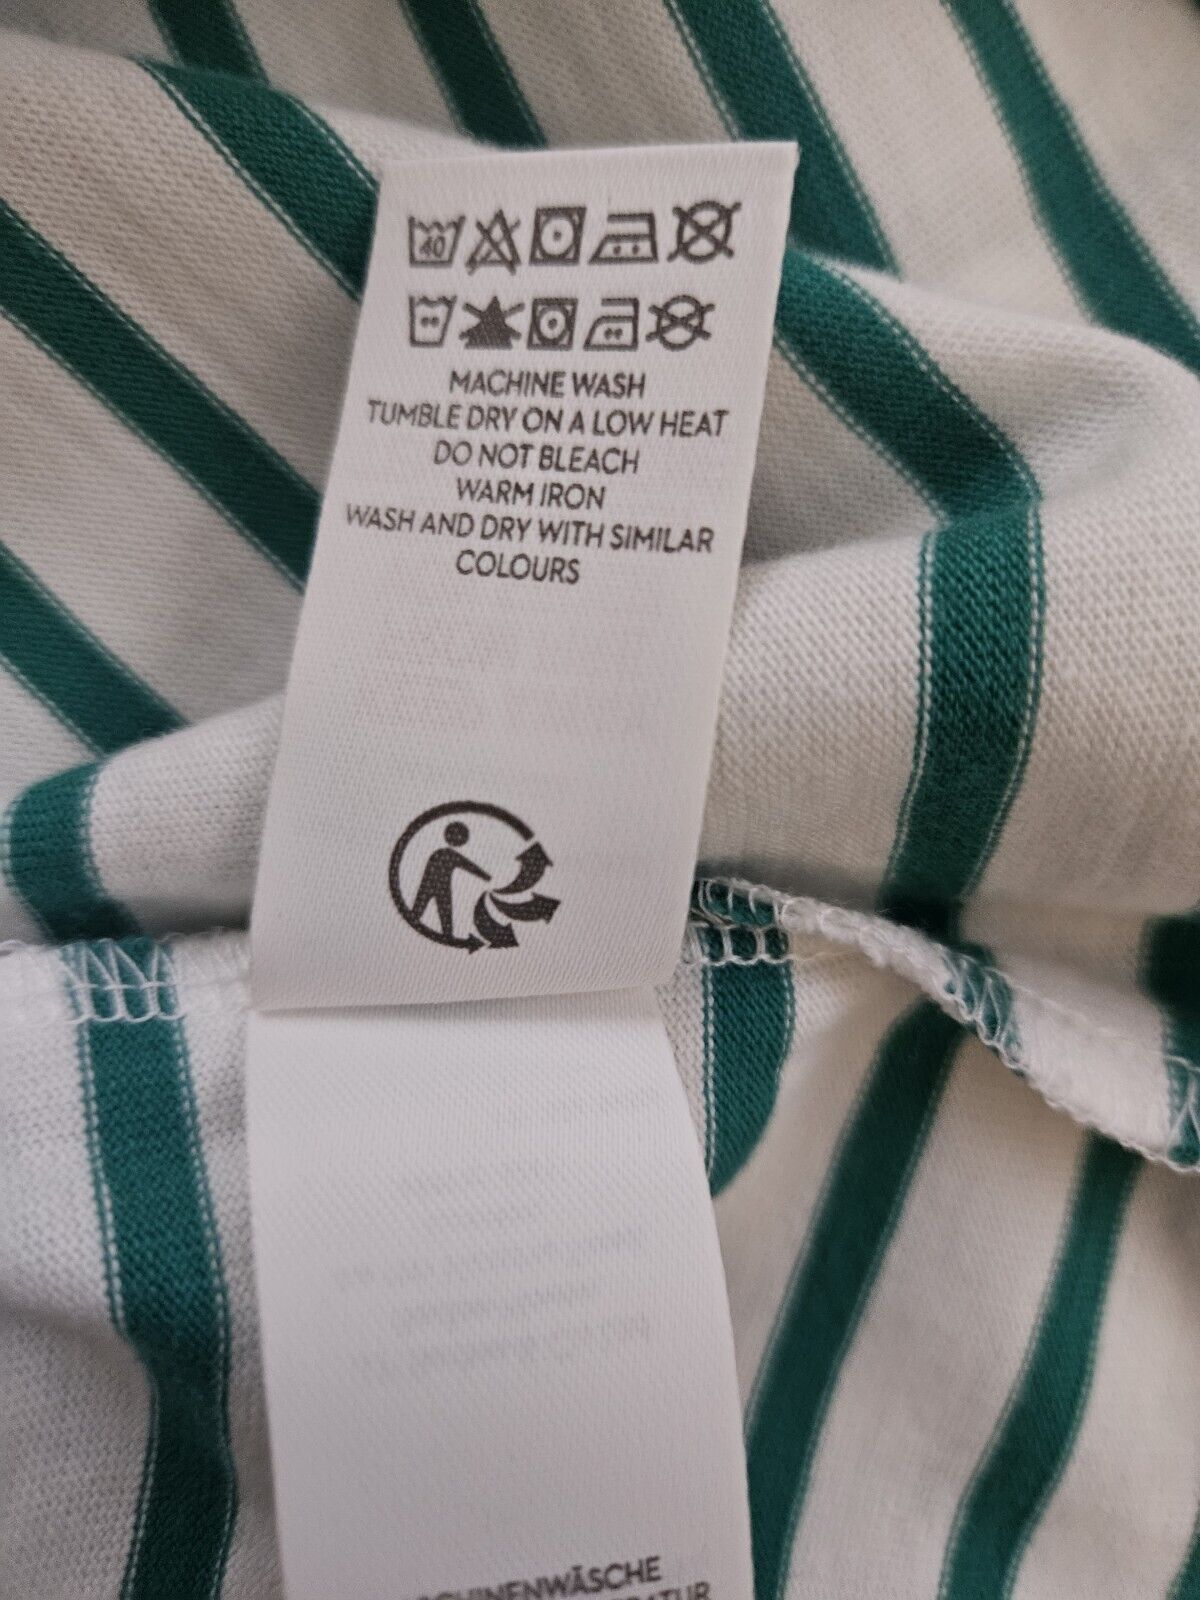 40
MACHINE WASH
TUMBLE DRY ON A LOW HEAT
DO NOT BLEACH
WARM IRON
WASH AND DRY WITH SIMILAR
COLOURS